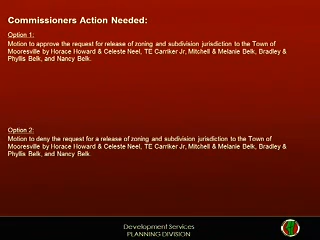 Commissioners Action Needed:
Option 1:
Motion to approve the request for release of zoning and subdivision jurisdiction to the Town of
Mooresville by Horace Howard & Celeste Neel, TE Carriker Jr, Mitchell & Melanie Belk, Bradley &
Phyllis Belk, and Nancy Belk.
Option 2:
Motion to deny the request for a release of zoning and subdivision jurisdiction to the Town of
Mooresville by Horace Howard & Celeste Neel, TE Carriker Jr, Mitchell & Melanie Belk, Bradley &
Phyllis Belk, and Nancy Belk.
Development Services
PLANNING DIVISION